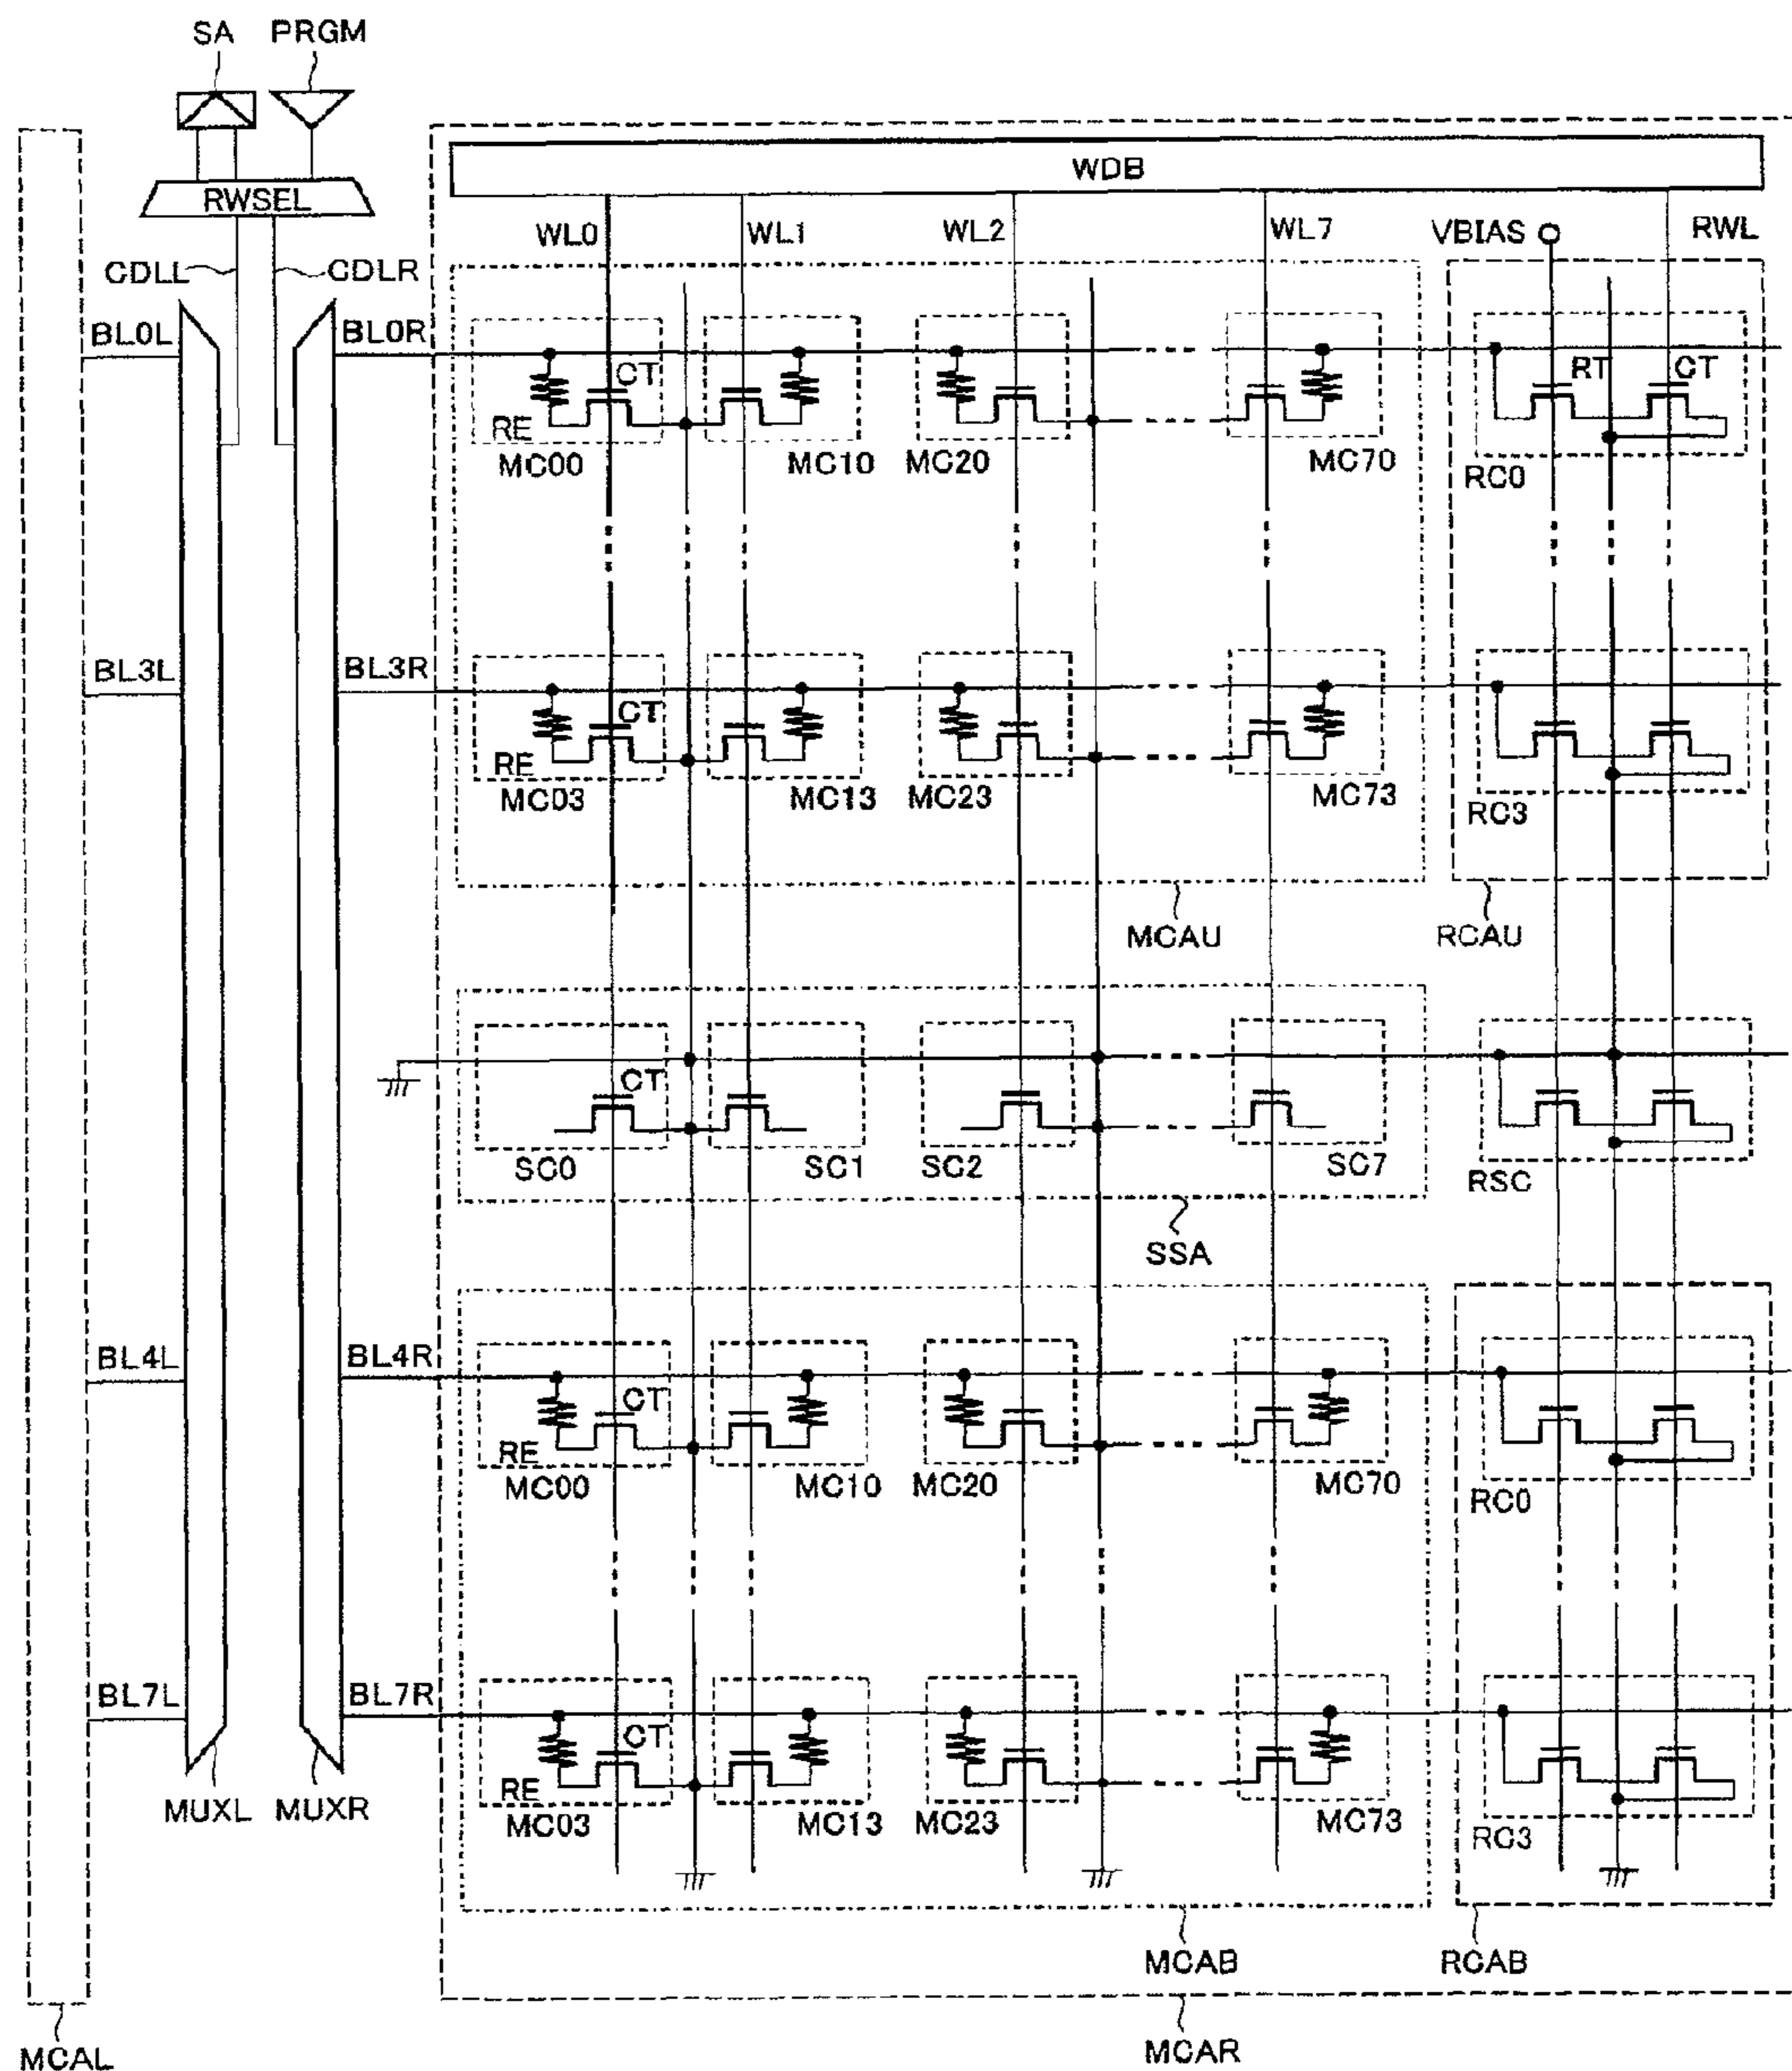 SA PRGM
WDB
RWSEL
WL0 WL1 WL2 WL7 VBIAS RWL
CDLL CDLR
BL0L BL0R
CT RT CT
RE
MC00 MC10 MC20 MC70 RC0
BL3L BL3R
CT
RE
MC03 MC13 MC23 MC73 RC3
MCAU RCAU
CT
SC0 SC1 SC2 SC7 RSC
SSA
BL4L BL4R
CT
RE
MC00 MC10 MC20 MC70 RC0
BL7L BL7R
CT
RE
MUXL MUXR MC03 MC13 MC23 MC73 RC3
MCAB RCAB
MCAL MCAR